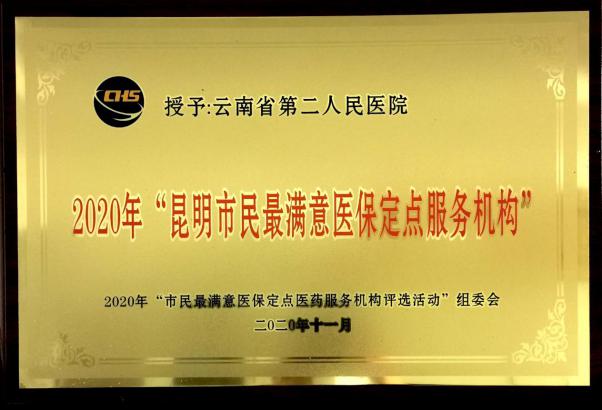 CHS
授予:云南省第二人民医院
2020年“昆明市民最满意医保定点服务机构”
2020年“市民最满意医保定点医药服务机构评选活动”组委会
二〇二〇年十一月